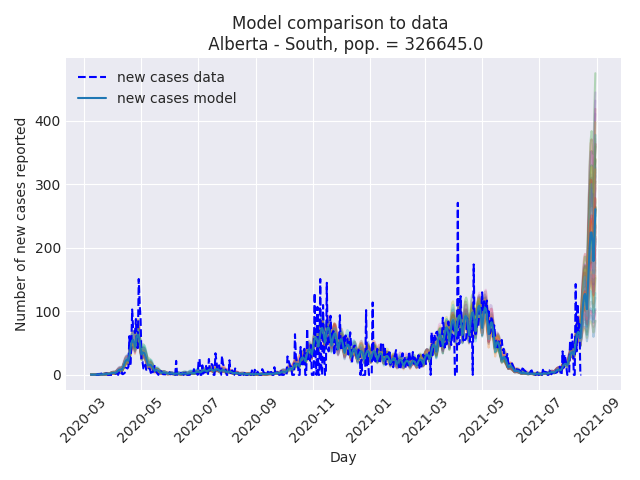 Model comparison to data
Alberta - South, pop. = 326645.0
new cases data
new cases model
Number of new cases reported
400
300
200
100
0
2020-03
2020-05
2020-07
2020-09
2020-11
2021-01
2021-03
2021-05
2021-07
2021-09
Day